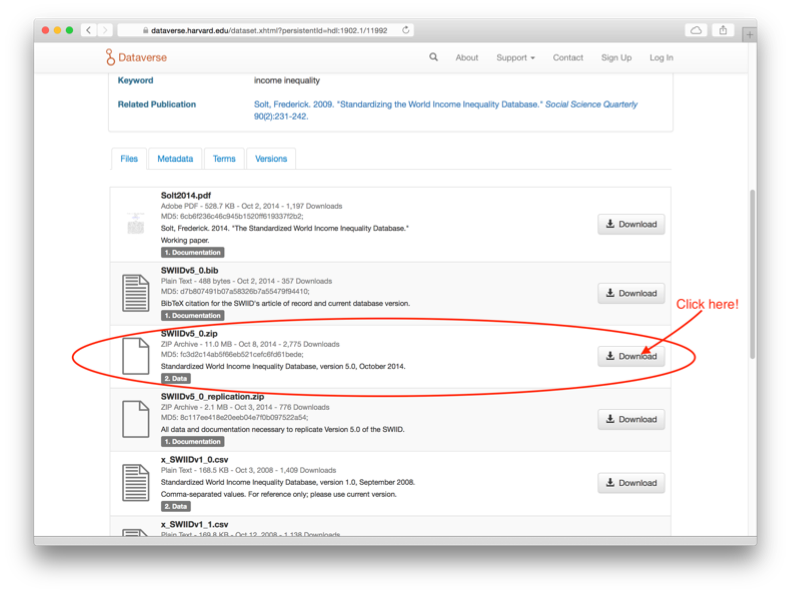 dataverse.harvard.edu/dataset.xhtml?persistentId=hdl:1902.1/11992
Dataverse
About Support Contact Sign Up Log In
Keyword income inequality
Related Publication Solt, Frederick. 2009. "Standardizing the World Income Inequality Database." Social Science Quarterly
90(2):231-242.
Files Metadata Terms Versions
Solt2014.pdf
Adobe PDF - 528.7 KB - Oct 2, 2014 - 1,197 Downloads
MD5: 6cb6f236c46c945b1520ff619337f2b2;
Solt, Frederick. 2014. "The Standardized World Income Inequality Database."
Working paper.
1. Documentation
Download
SWIIDv5_0.bib
Plain Text - 488 bytes - Oct 2, 2014 - 357 Downloads
MD5: d7b807491b07a58326b7a55479f94410;
BibTeX citation for the SWIID's article of record and current database version.
1. Documentation
Download
Click here!
SWIIDv5_0.zip
ZIP Archive - 11.0 MB - Oct 8, 2014 - 2,775 Downloads
MD5: fc3d2c14ab5f66eb521cefc6fd61bede;
Standardized World Income Inequality Database, version 5.0, October 2014.
2. Data
Download
SWIIDv5_0_replication.zip
ZIP Archive - 2.1 MB - Oct 3, 2014 - 776 Downloads
MD5: 8c117ee418e20eeb04e7f0b097522a54;
All data and documentation necessary to replicate Version 5.0 of the SWIID.
1. Documentation
Download
x_SWIIDv1_0.csv
Plain Text - 168.5 KB - Oct 3, 2008 - 1,409 Downloads
Standardized World Income Inequality Database, version 1.0, September 2008.
Comma-separated values. For reference only; please use current version.
2. Data
Download
x_SWIIDv1_1.csv
Plain Text - 169.8 KB - Oct 12, 2008 - 1,138 Downloads